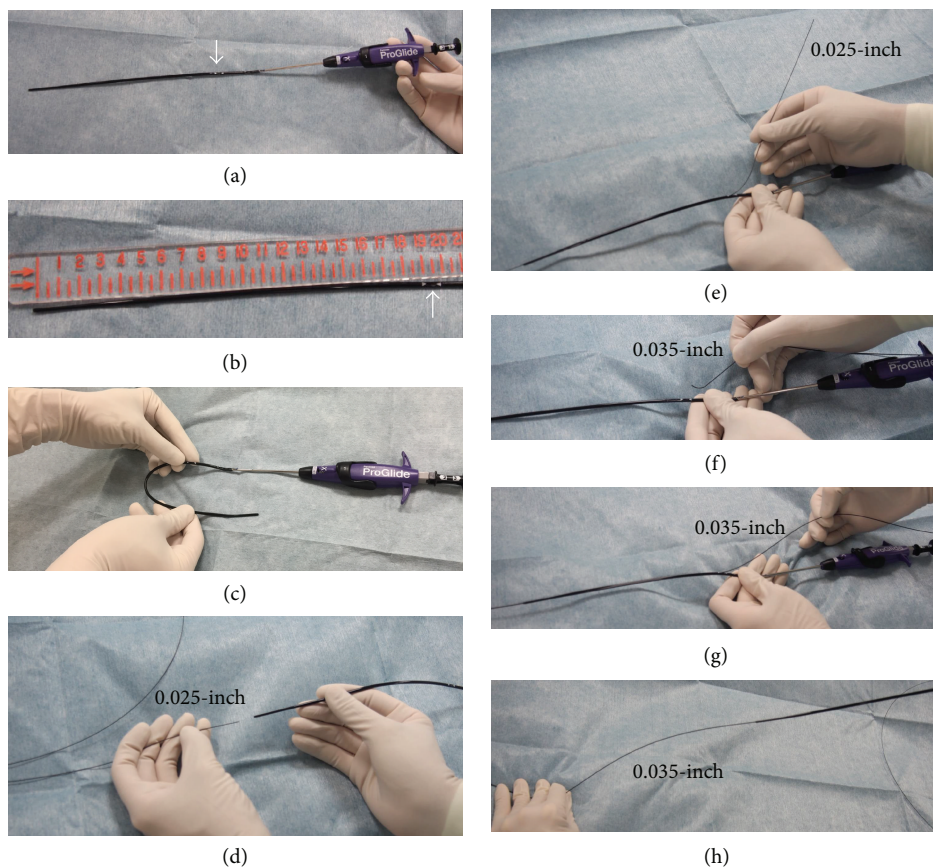 ProGlide
(a)
1 2 3 4 5 6 7 8 9 10 11 12 13 14 15 16 17 18 19 20
(b)
ProGlide
(c)
0.025-inch
(d)
0.025-inch
(e)
0.035-inch
ProGlide
(f)
0.035-inch
ProGlide
(g)
0.035-inch
(h)